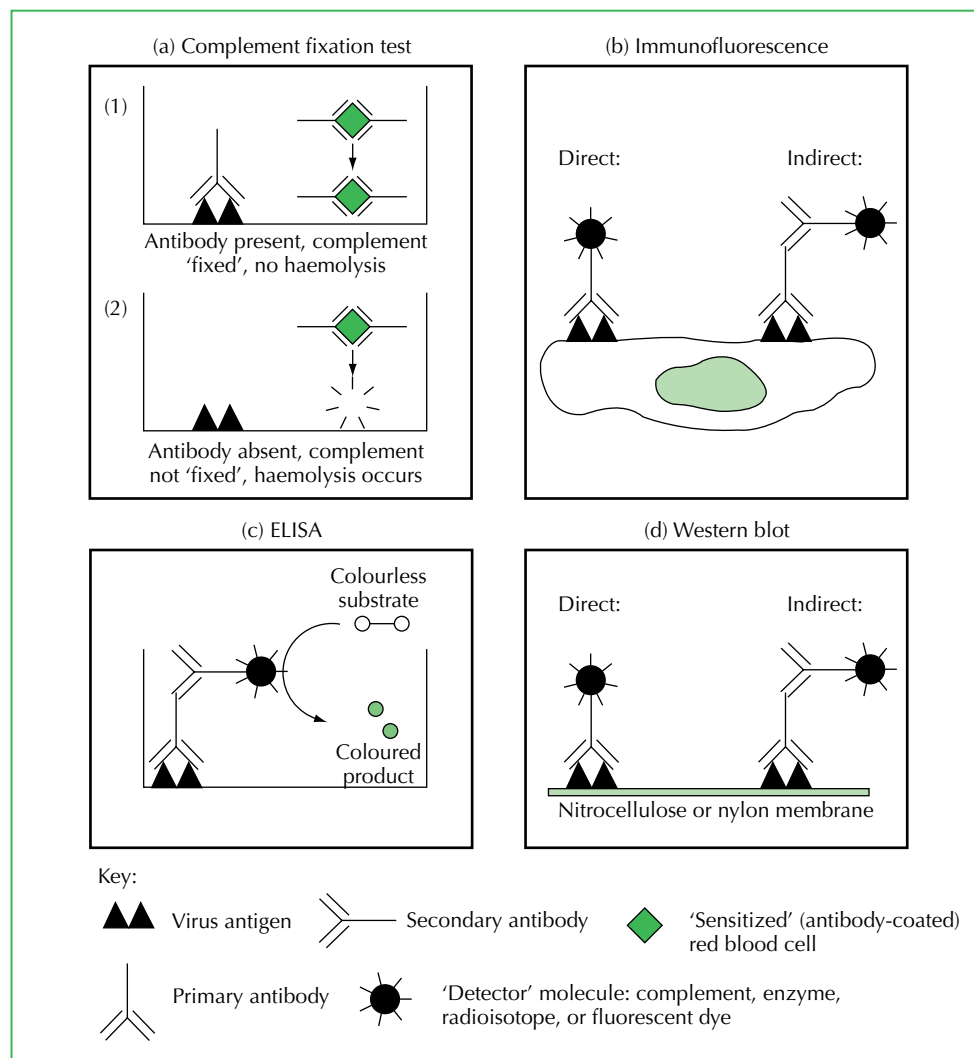 (a) Complement fixation test
(1)
Antibody present, complement
‘fixed’, no haemolysis
(2)
Antibody absent, complement
not ‘fixed’, haemolysis occurs
(b) Immunofluorescence
Direct:
Indirect:
(c) ELISA
Colourless
substrate
Coloured
product
(d) Western blot
Direct:
Indirect:
Nitrocellulose or nylon membrane
Key:
Virus antigen
Secondary antibody
‘Sensitized’ (antibody-coated)
red blood cell
Primary antibody
‘Detector’ molecule: complement, enzyme,
radioisotope, or fluorescent dye